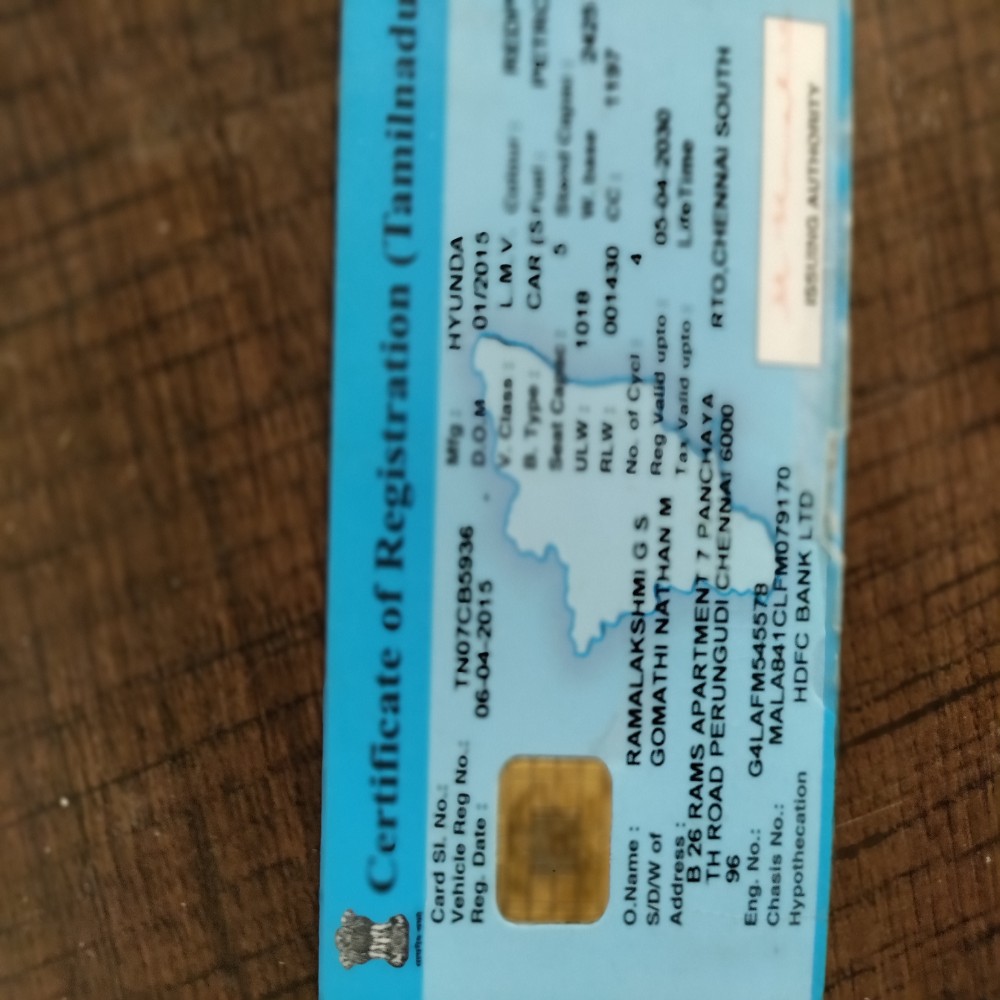 Certificate of Registration (Tamilnadu
Card Sl. No.:
Vehicle Reg No.: TN07CB5936
Reg. Date : 06-04-2015
Mfg : HYUNDA
D.O.M 01/2015
V. Class : L M V Colour :
B. Type : CAR (S Fuel : PETRO
Seat Capac : 5 Stand Capac :
ULW : 1018 W. base 2425
RLW : 001430 CC : 1197
No. of Cycl : 4
Reg Valid upto : 05-04-2030
Tax Valid upto : LifeTime
O.Name : RAMALAKSHMI G S
S/D/W of GOMATHI NATHAN M
Address :
B 26 RAMS APARTMENT 7 PANCHAYA
TH ROAD PERUNGUDI CHENNAI 6000
96
RTO,CHENNAI SOUTH
Eng. No.: G4LAFM545578
Chasis No.: MALA841CLFM079170
Hypothecation HDFC BANK LTD
ISSUING AUTHORITY